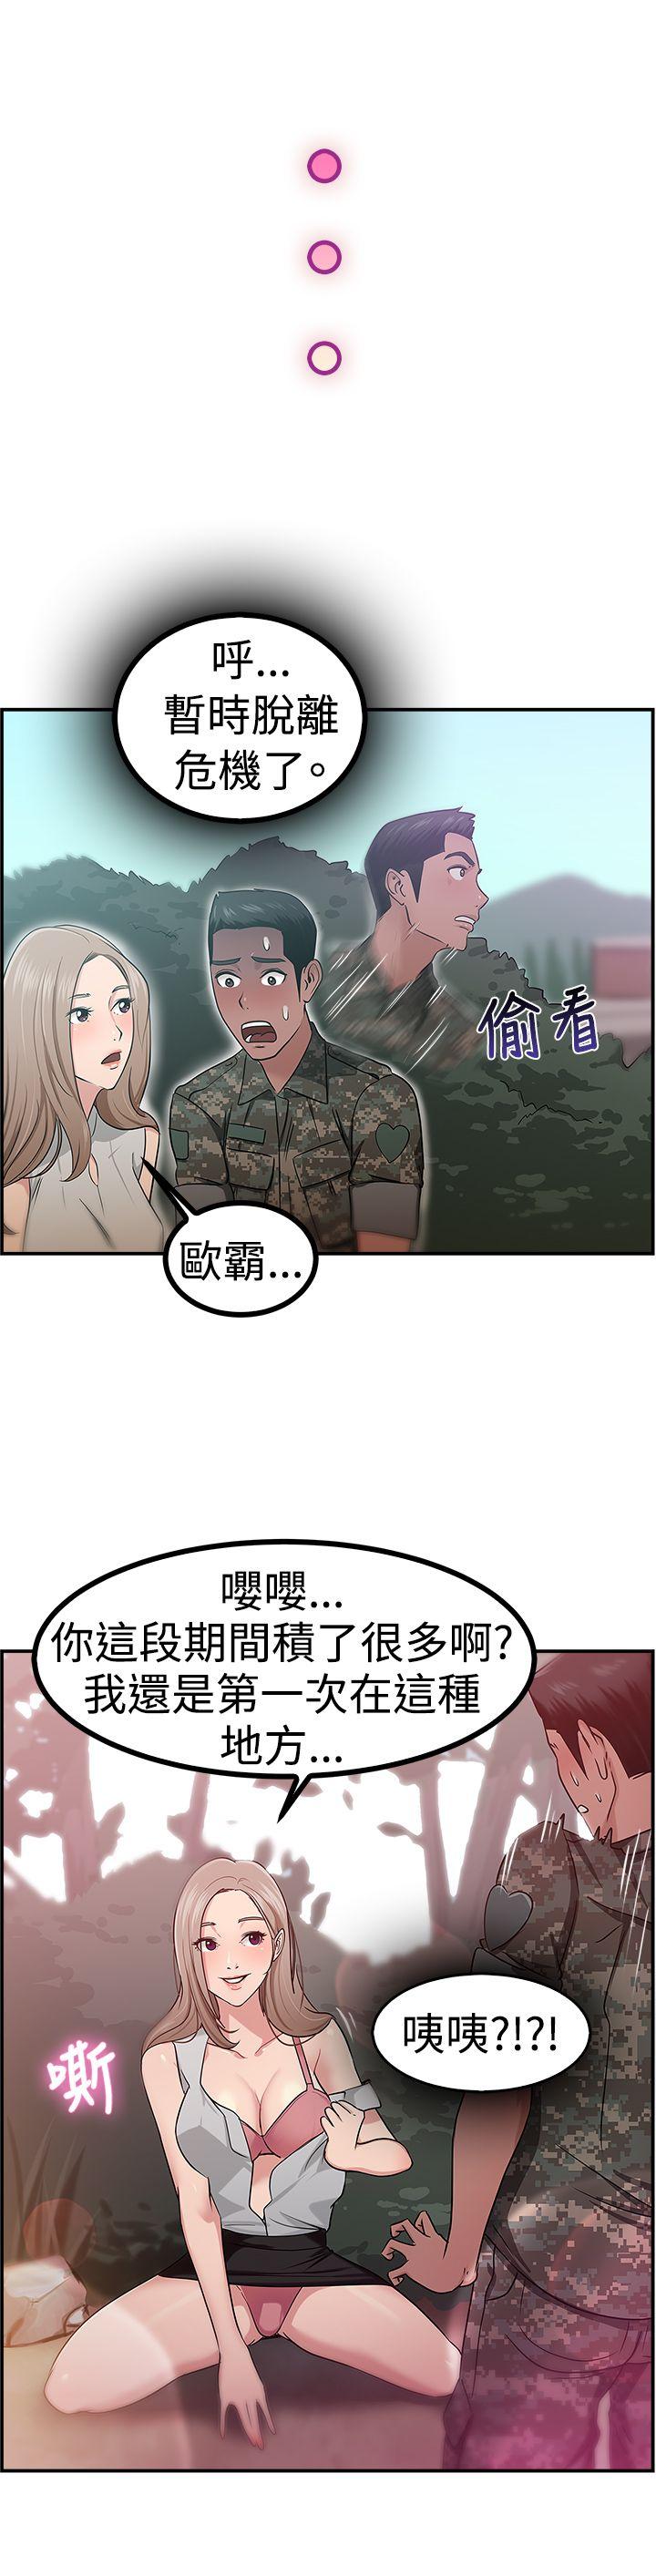 呼...
暫時脫離
危機了。
偷看
歐霸...
嚶嚶...
你這段期間積了很多啊?
我還是第一次在這種
地方...
咦咦?!?!
嘶